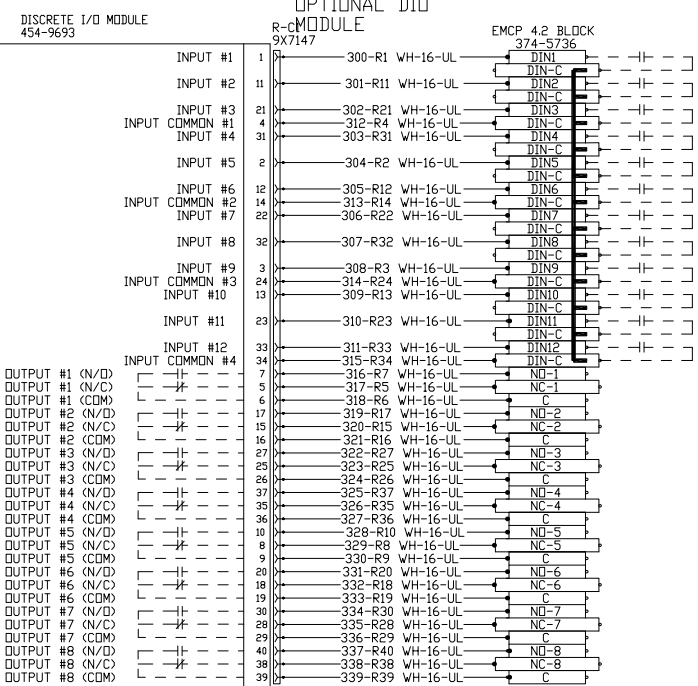 OPTIONAL DIO
MODULE
DISCRETE I/O MODULE
454-9693
R-C1
9X7147
EMCP 4.2 BLOCK
374-5736
INPUT #1 1 300-R1 WH-16-UL DIN1
DIN-C
INPUT #2 11 301-R11 WH-16-UL DIN2
DIN-C
INPUT #3 21 302-R21 WH-16-UL DIN3
INPUT COMMON #1 4 312-R4 WH-16-UL DIN-C
INPUT #4 31 303-R31 WH-16-UL DIN4
DIN-C
INPUT #5 2 304-R2 WH-16-UL DIN5
DIN-C
INPUT #6 12 305-R12 WH-16-UL DIN6
INPUT COMMON #2 14 313-R14 WH-16-UL DIN-C
INPUT #7 22 306-R22 WH-16-UL DIN7
DIN-C
INPUT #8 32 307-R32 WH-16-UL DIN8
DIN-C
INPUT #9 3 308-R3 WH-16-UL DIN9
INPUT COMMON #3 24 314-R24 WH-16-UL DIN-C
INPUT #10 13 309-R13 WH-16-UL DIN10
DIN-C
INPUT #11 23 310-R23 WH-16-UL DIN11
DIN-C
INPUT #12 33 311-R33 WH-16-UL DIN12
INPUT COMMON #4 34 315-R34 WH-16-UL DIN-C
OUTPUT #1 (N/O) 7 316-R7 WH-16-UL NO-1
OUTPUT #1 (N/C) 5 317-R5 WH-16-UL NC-1
OUTPUT #1 (COM) 6 318-R6 WH-16-UL C
OUTPUT #2 (N/O) 17 319-R17 WH-16-UL NO-2
OUTPUT #2 (N/C) 15 320-R15 WH-16-UL NC-2
OUTPUT #2 (COM) 16 321-R16 WH-16-UL C
OUTPUT #3 (N/O) 27 322-R27 WH-16-UL NO-3
OUTPUT #3 (N/C) 25 323-R25 WH-16-UL NC-3
OUTPUT #3 (COM) 26 324-R26 WH-16-UL C
OUTPUT #4 (N/O) 37 325-R37 WH-16-UL NO-4
OUTPUT #4 (N/C) 35 326-R35 WH-16-UL NC-4
OUTPUT #4 (COM) 36 327-R36 WH-16-UL C
OUTPUT #5 (N/O) 10 328-R10 WH-16-UL NO-5
OUTPUT #5 (N/C) 8 329-R8 WH-16-UL NC-5
OUTPUT #5 (COM) 9 330-R9 WH-16-UL C
OUTPUT #6 (N/O) 20 331-R20 WH-16-UL NO-6
OUTPUT #6 (N/C) 18 332-R18 WH-16-UL NC-6
OUTPUT #6 (COM) 19 333-R19 WH-16-UL C
OUTPUT #7 (N/O) 30 334-R30 WH-16-UL NO-7
OUTPUT #7 (N/C) 28 335-R28 WH-16-UL NC-7
OUTPUT #7 (COM) 29 336-R29 WH-16-UL C
OUTPUT #8 (N/O) 40 337-R40 WH-16-UL NO-8
OUTPUT #8 (N/C) 38 338-R38 WH-16-UL NC-8
OUTPUT #8 (COM) 39 339-R39 WH-16-UL C